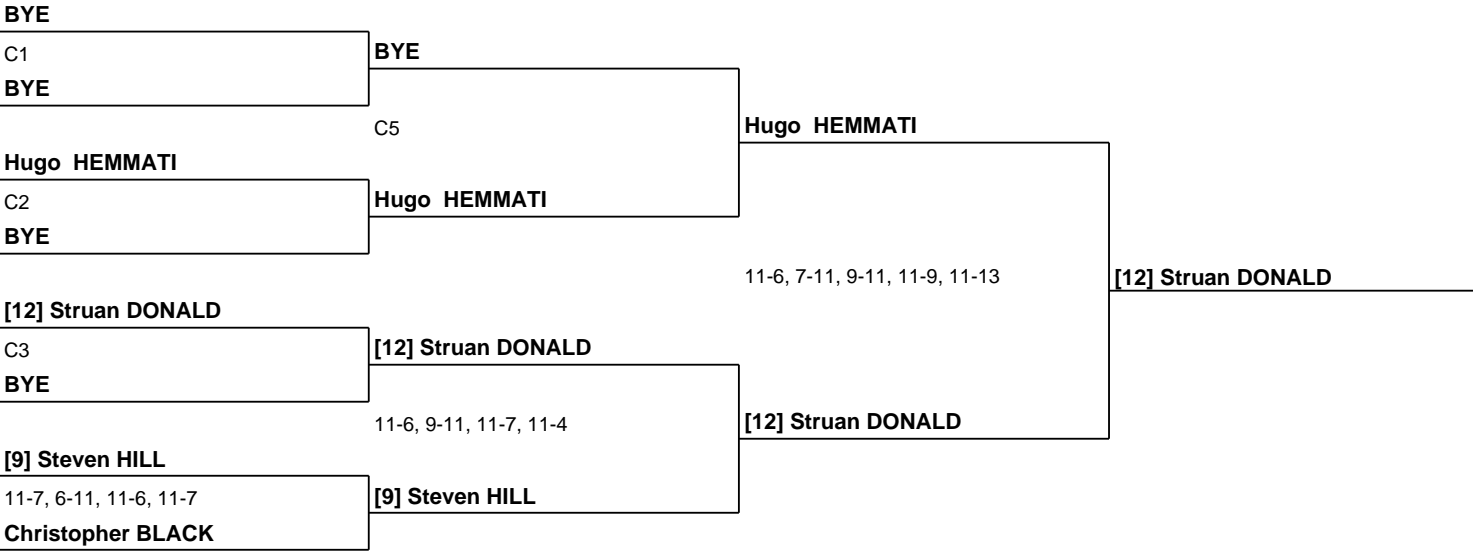 BYE
C1
BYE
BYE
C5
Hugo HEMMATI
Hugo HEMMATI
C2
Hugo HEMMATI
BYE
11-6, 7-11, 9-11, 11-9, 11-13
[12] Struan DONALD
[12] Struan DONALD
C3
[12] Struan DONALD
BYE
11-6, 9-11, 11-7, 11-4
[12] Struan DONALD
[9] Steven HILL
11-7, 6-11, 11-6, 11-7
[9] Steven HILL
Christopher BLACK